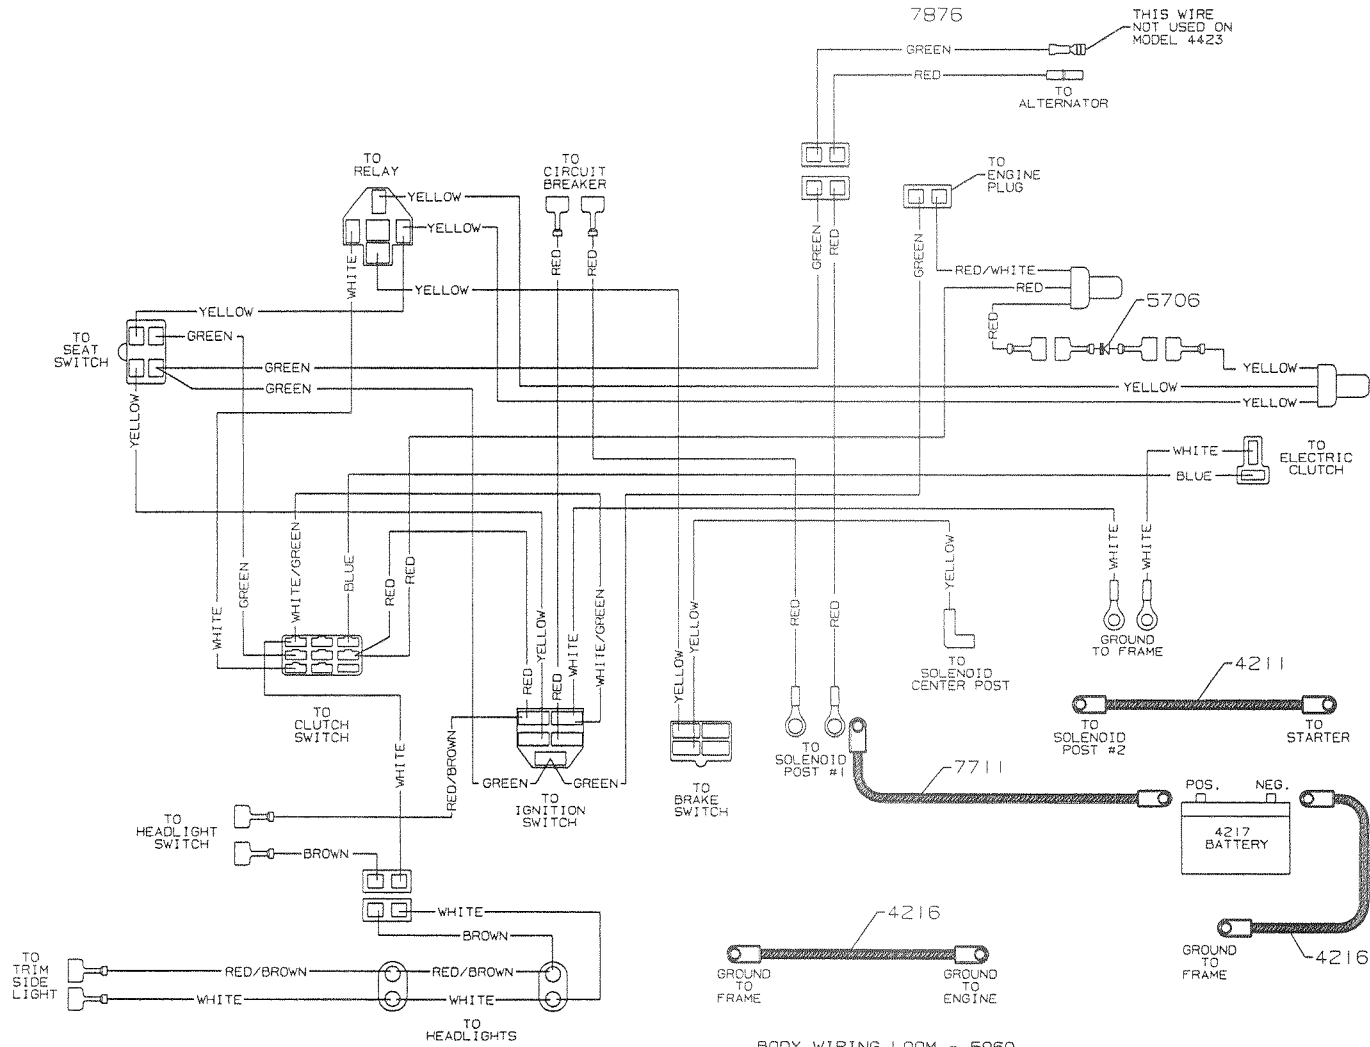 7876
THIS WIRE
NOT USED ON
MODEL 4423
GREEN
RED
TO
ALTERNATOR
TO
RELAY
TO
CIRCUIT
BREAKER
TO
ENGINE
PLUG
YELLOW
YELLOW
WHITE
RED
RED
GREEN
RED
GREEN
RED/WHITE
RED
YELLOW
YELLOW
RED
5706
TO
SEAT
SWITCH
GREEN
GREEN
GREEN
YELLOW
YELLOW
YELLOW
YELLOW
WHITE
BLUE
TO
ELECTRIC
CLUTCH
WHITE/GREEN
BLUE
RED
RED
GREEN
WHITE
YELLOW
WHITE
WHITE
RED
YELLOW
RED
WHITE
WHITE/GREEN
YELLOW
YELLOW
RED
RED
GROUND
TO FRAME
TO
SOLENOID
CENTER POST
4211
TO
CLUTCH
SWITCH
WHITE
RED/BROWN
GREEN
GREEN
TO
IGNITION
SWITCH
TO
BRAKE
SWITCH
TO
SOLENOID
POST #1
TO
SOLENOID
POST #2
TO
STARTER
7711
POS.
NEG.
4217
BATTERY
TO
HEADLIGHT
SWITCH
BROWN
WHITE
BROWN
4216
GROUND
TO
FRAME
GROUND
TO
ENGINE
GROUND
TO
FRAME
4216
TO
TRIM
SIDE
LIGHT
RED/BROWN
RED/BROWN
WHITE
WHITE
TO
HEADLIGHTS
BODY WIRING LOOM - 5960